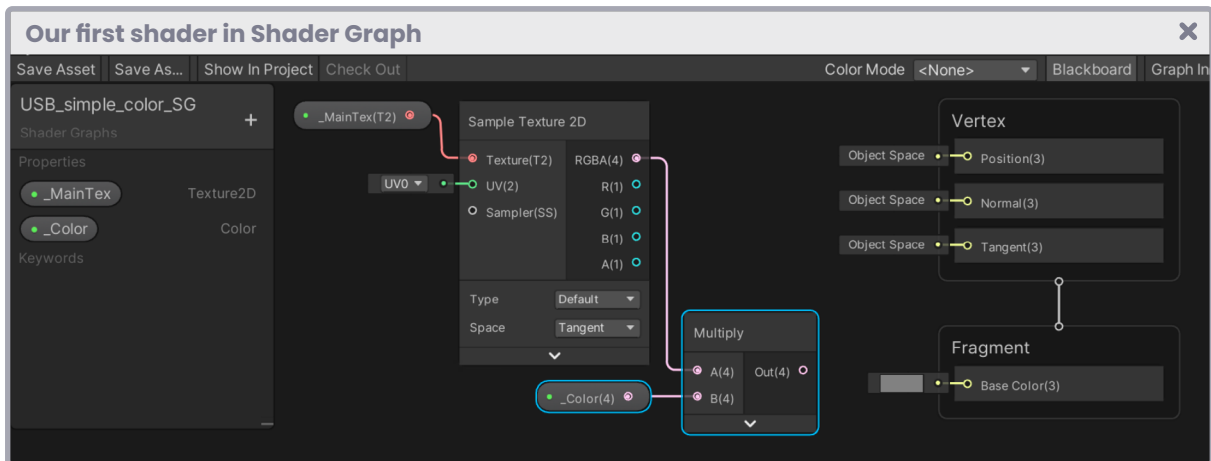 Our first shader in Shader Graph
Save Asset Save As... Show In Project Check Out Color Mode <None> Blackboard Graph In
USB_simple_color_SG
Shader Graphs
+
Properties
_MainTex Texture2D
_Color Color
Keywords
_MainTex(T2)
UV0
Sample Texture 2D
Texture(T2) RGBA(4)
UV(2) R(1)
Sampler(SS) G(1)
B(1)
A(1)
Type Default
Space Tangent
_Color(4)
Multiply
A(4) Out(4)
B(4)
Vertex
Object Space Position(3)
Object Space Normal(3)
Object Space Tangent(3)
Fragment
Base Color(3)